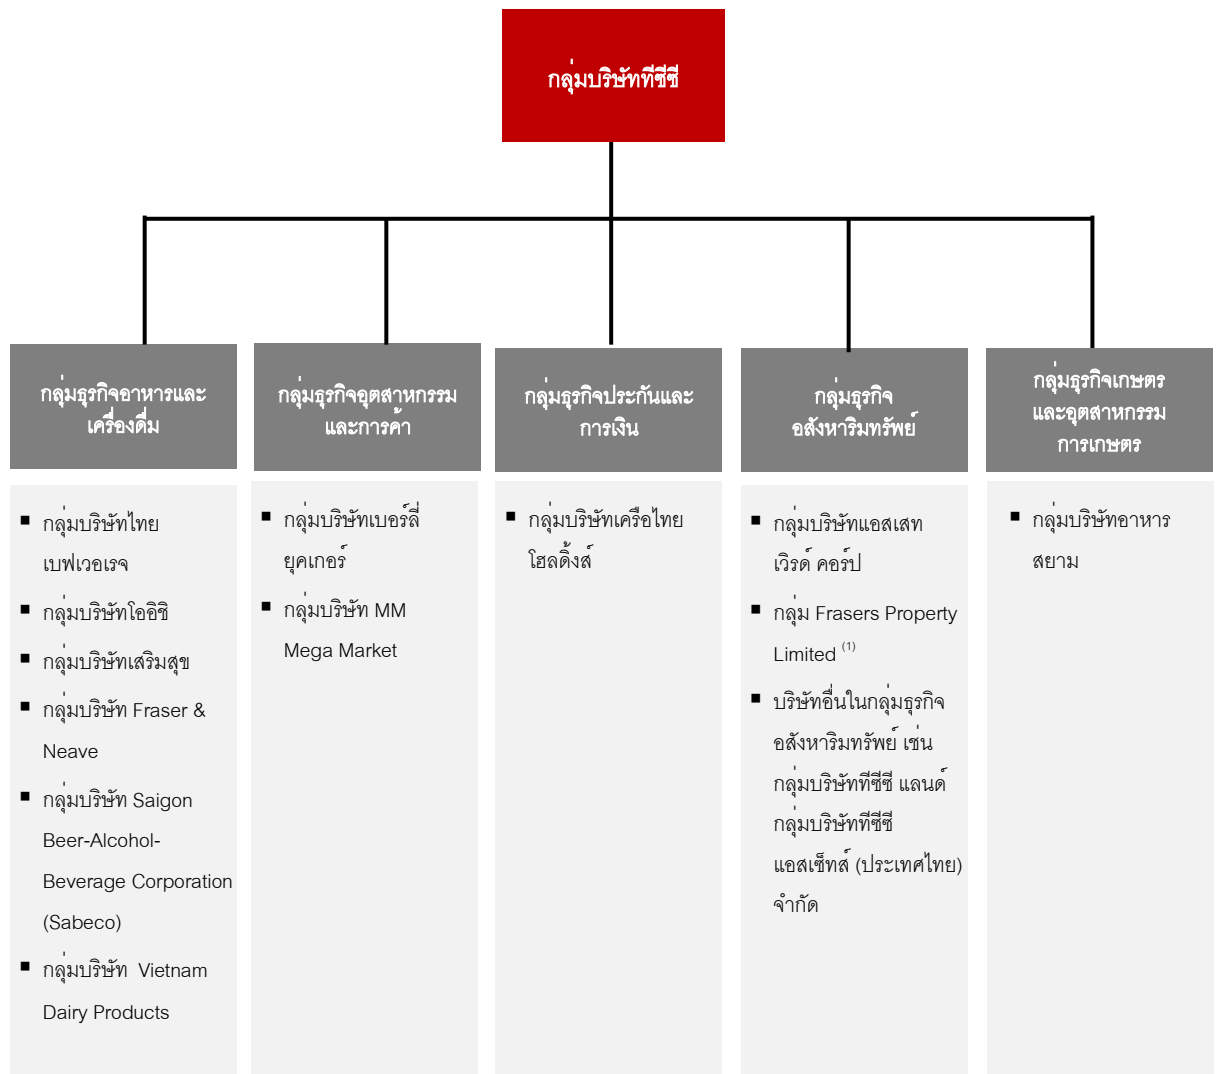 กลุ่มบริษัททีซีซี
กลุ่มธุรกิจอาหารและ
เครื่องดื่ม
■ กลุ่มบริษัทไทย
เบฟเวอเรจ
■ กลุ่มบริษัทโออิชิ
■ กลุ่มบริษัทเสริมสุข
■ กลุ่มบริษัท Fraser &
Neave
■ กลุ่มบริษัท Saigon
Beer-Alcohol-
Beverage Corporation
(Sabeco)
■ กลุ่มบริษัท Vietnam
Dairy Products
กลุ่มธุรกิจอุตสาหกรรม
และการค้า
■ กลุ่มบริษัทเบอร์ลี่
ยุคเกอร์
■ กลุ่มบริษัท MM
Mega Market
กลุ่มธุรกิจประกันและ
การเงิน
■ กลุ่มบริษัทเครือไทย
โฮลดิ้งส์
กลุ่มธุรกิจ
อสังหาริมทรัพย์
■ กลุ่มบริษัทแอสเสท
เวิรด์ คอร์ป
■ กลุ่ม Frasers Property
Limited (1)
■ บริษัทอื่นในกลุ่มธุรกิจ
อสังหาริมทรัพย์ เช่น
กลุ่มบริษัททีซีซี แลนด์
กลุ่มบริษัททีซีซี
แอสเซ็ทส์ (ประเทศไทย)
จำกัด
กลุ่มธุรกิจเกษตร
และอุตสาหกรรม
การเกษตร
■ กลุ่มบริษัทอาหาร
สยาม